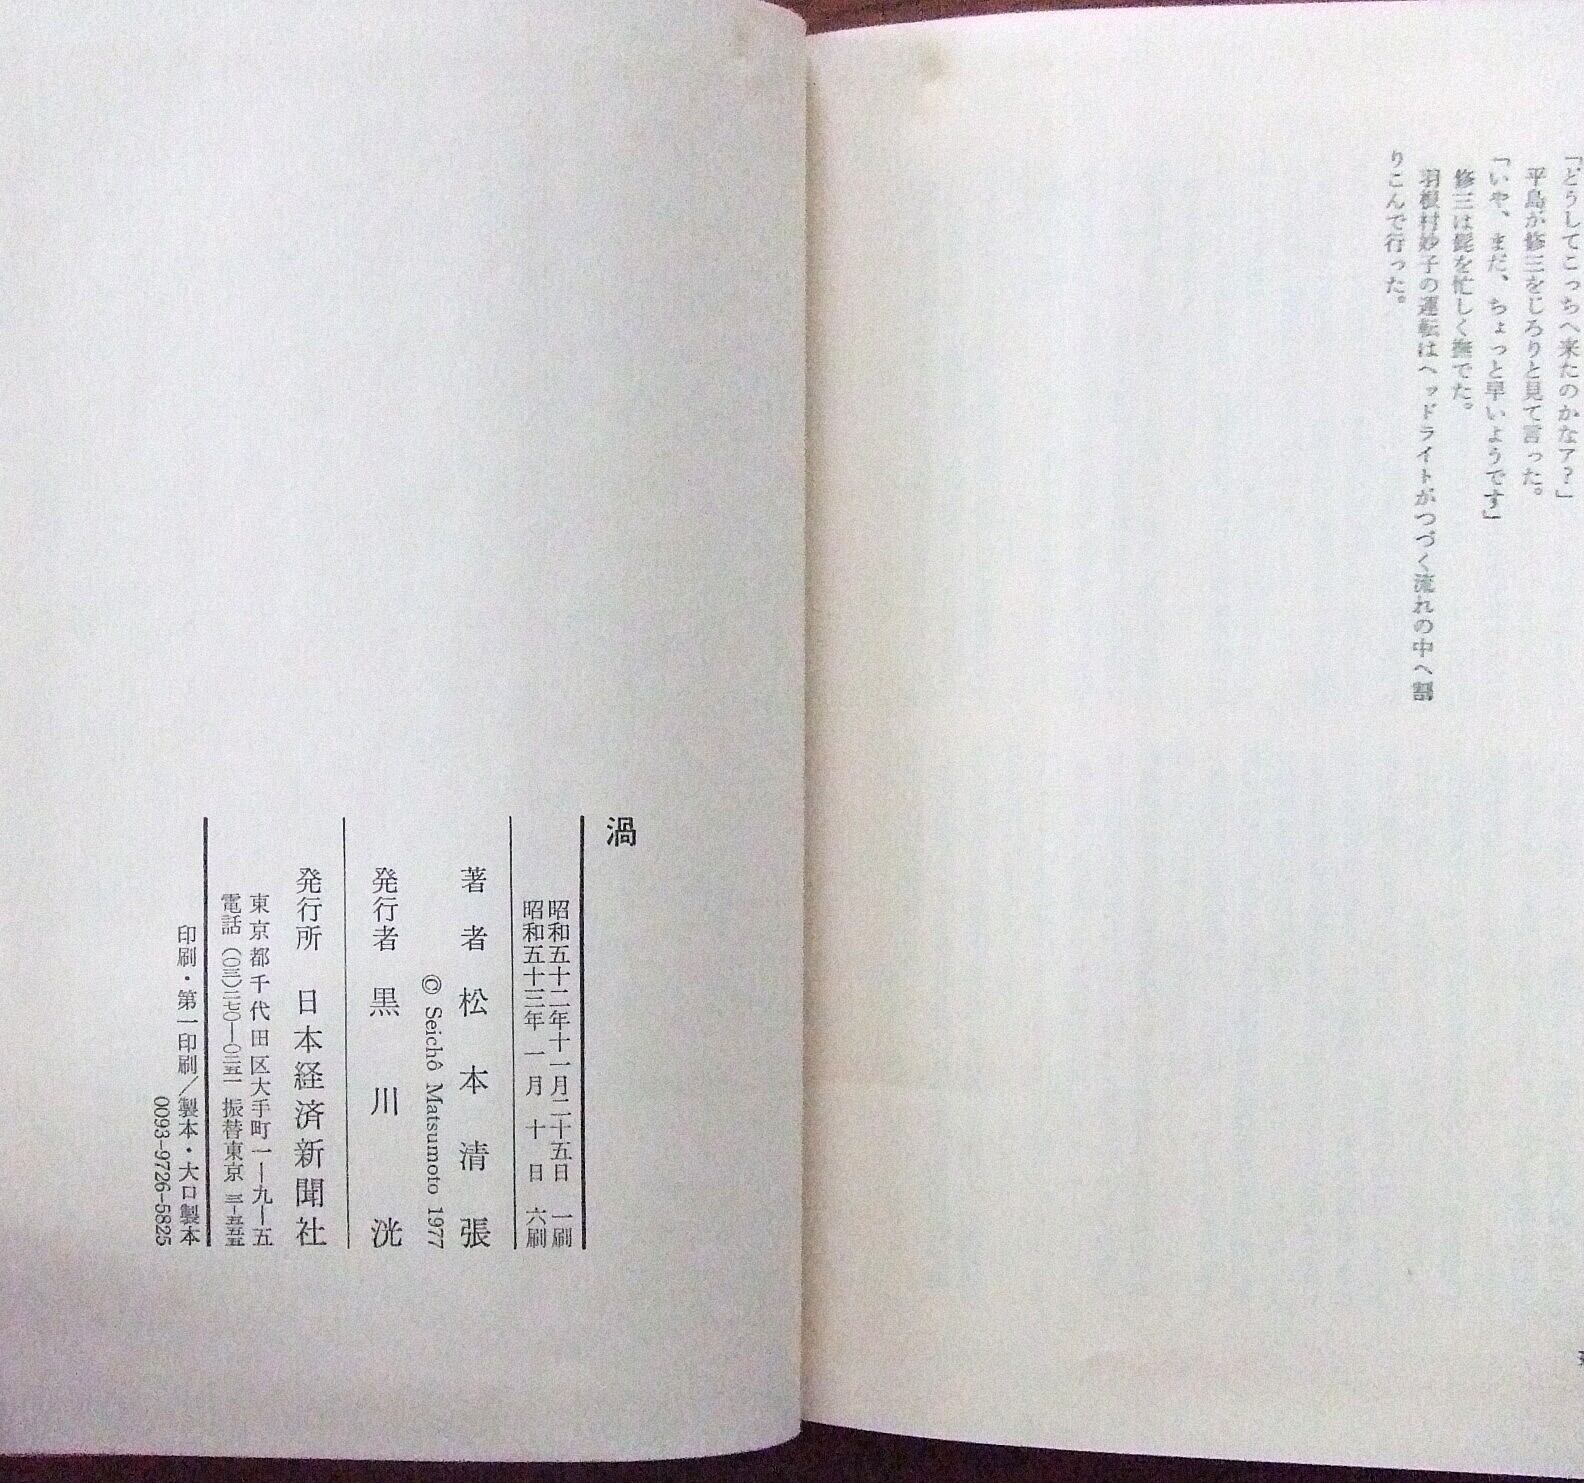 「どうしてこっちへ来たのかなア？」
平島が修三をじろりと見て言った。
「いや、まだ、ちょっと早いようです」
修三は髭を忙しく撫でた。
羽根村妙子の運転はヘッドライトがつづく流れの中へ割
りこんで行った。
渦
昭和五十二年十一月二十五日 一刷
昭和五十三年 一月 十 日 六刷
著 者 松本清張
© Seichô Matsumoto 1977
発行者 黒川 洸
発行所 日本経済新聞社
東京都千代田区大手町一ー九ー五
電話（〇三）二七〇ー〇二五一 振替東京 三ー五五五
印刷・第一印刷／製本・大口製本
0093-9726-5825